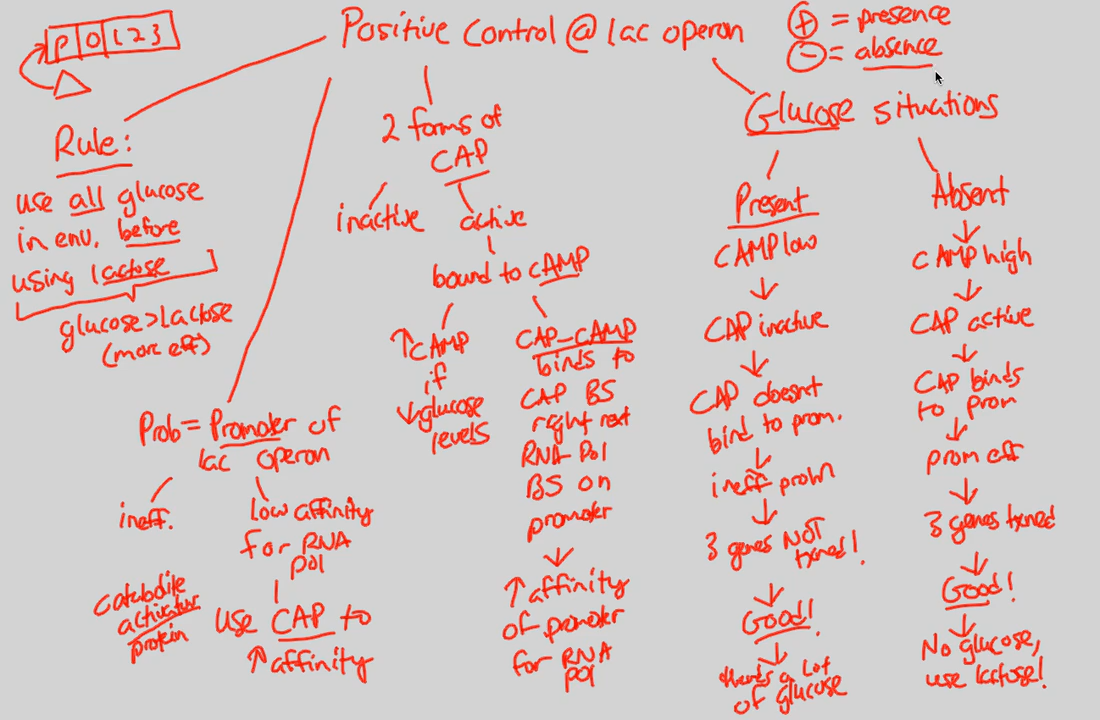 P O 1 2 3
Positive Control @ lac operon
⊕ = presence
⊖ = absence
Rule:
use all glucose
in env. before
using lactose
glucose > Lactose
(more eff)
Prob = Promoter of
lac operon
ineff.
Low affinity
for RNA
pol
catabolite
activator
protein
use CAP to
↑ affinity
2 forms of
CAP
inactive
active
bound to cAMP
↑ cAMP
if
↓ glucose
levels
CAP-cAMP
binds to
CAP BS
right next
RNA Pol
BS on
promoter
↓
↑ affinity
of promoter
for RNA
pol
Glucose situations
Present
cAMP low
↓
CAP inactive
↓
CAP doesnt
bind to prom.
↓
ineff prom
↓
3 genes NOT
txned!
↓
Good!
↓
there's a lot
of glucose
Absent
↓
cAMP high
↓
CAP active
↓
CAP binds
to prom
↓
prom eff
↓
3 genes txned
↓
Good!
↓
No glucose,
use lactose!